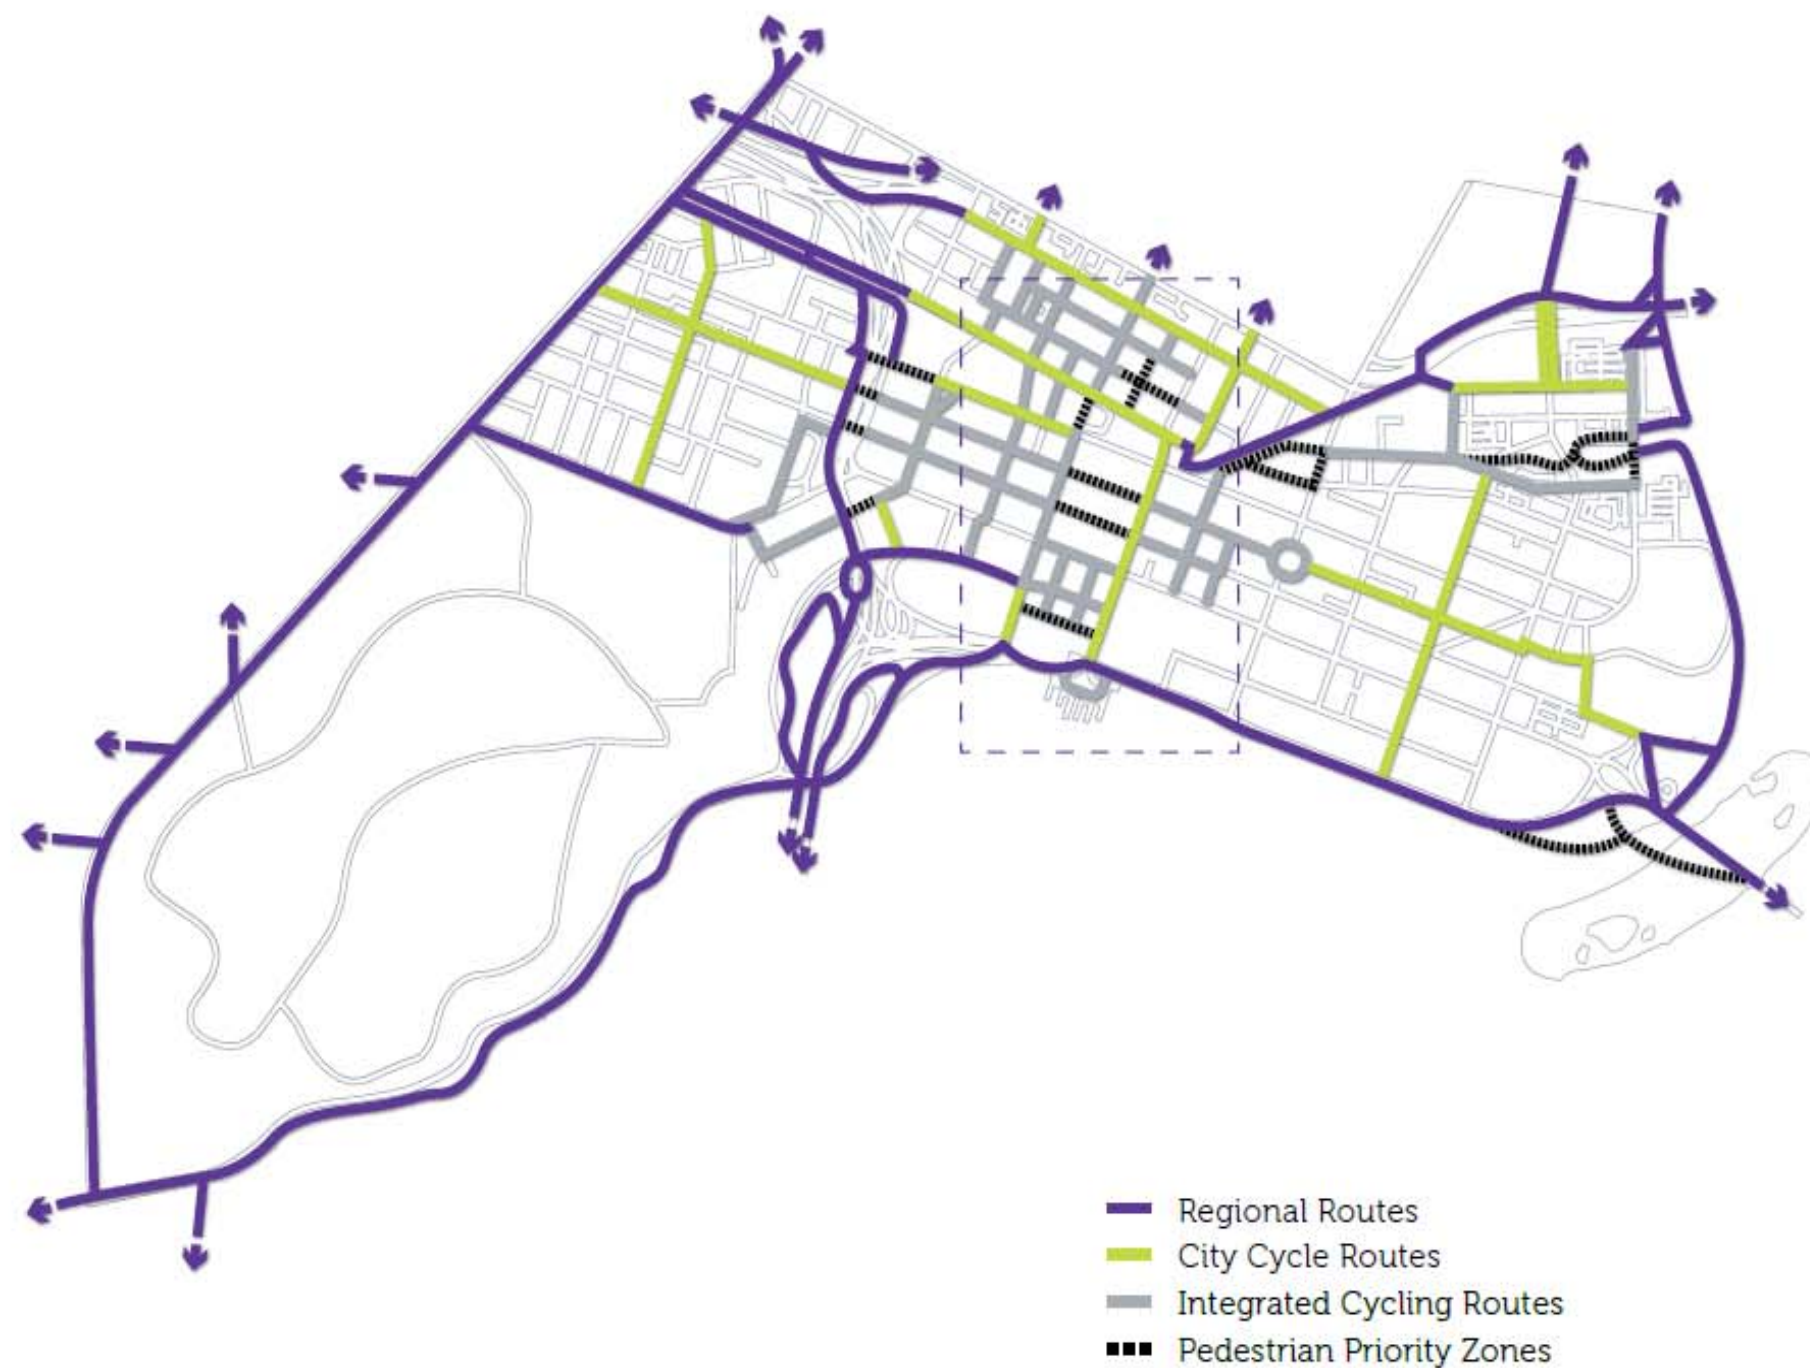 Regional Routes
City Cycle Routes
Integrated Cycling Routes
Pedestrian Priority Zones